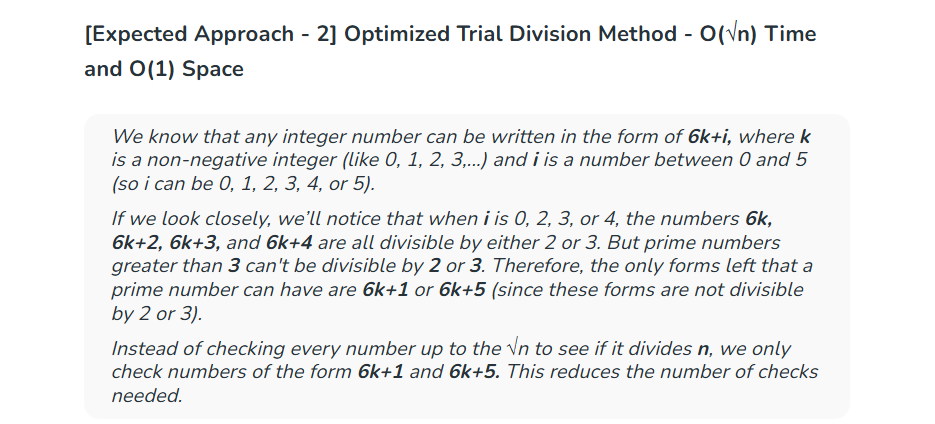 [Expected Approach - 2] Optimized Trial Division Method - O(√n) Time
and O(1) Space
We know that any integer number can be written in the form of 6k+i, where k
is a non-negative integer (like 0, 1, 2, 3,...) and i is a number between 0 and 5
(so i can be 0, 1, 2, 3, 4, or 5).
If we look closely, we'll notice that when i is 0, 2, 3, or 4, the numbers 6k,
6k+2, 6k+3, and 6k+4 are all divisible by either 2 or 3. But prime numbers
greater than 3 can't be divisible by 2 or 3. Therefore, the only forms left that a
prime number can have are 6k+1 or 6k+5 (since these forms are not divisible
by 2 or 3).
Instead of checking every number up to the √n to see if it divides n, we only
check numbers of the form 6k+1 and 6k+5. This reduces the number of checks
needed.